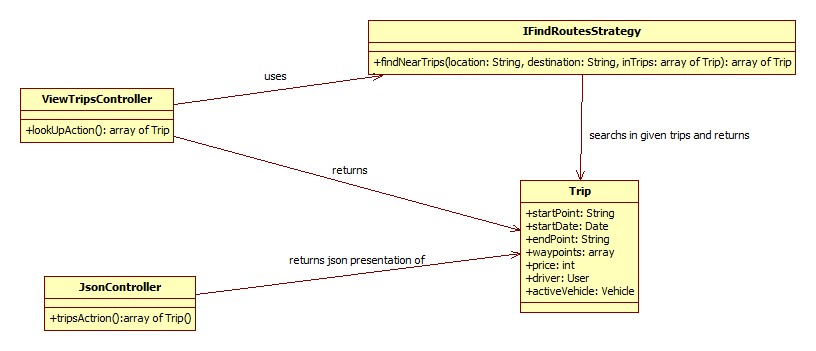 IFindRoutesStrategy
+findNearTrips(location: String, destination: String, inTrips: array of Trip): array of Trip
uses
ViewTripsController
+lookUpAction(): array of Trip
searchs in given trips and returns
returns
Trip
+startPoint: String
+startDate: Date
+endPoint: String
+waypoints: array
+price: int
+driver: User
+activeVehicle: Vehicle
returns json presentation of
JsonController
+tripsActrion():array of Trip()